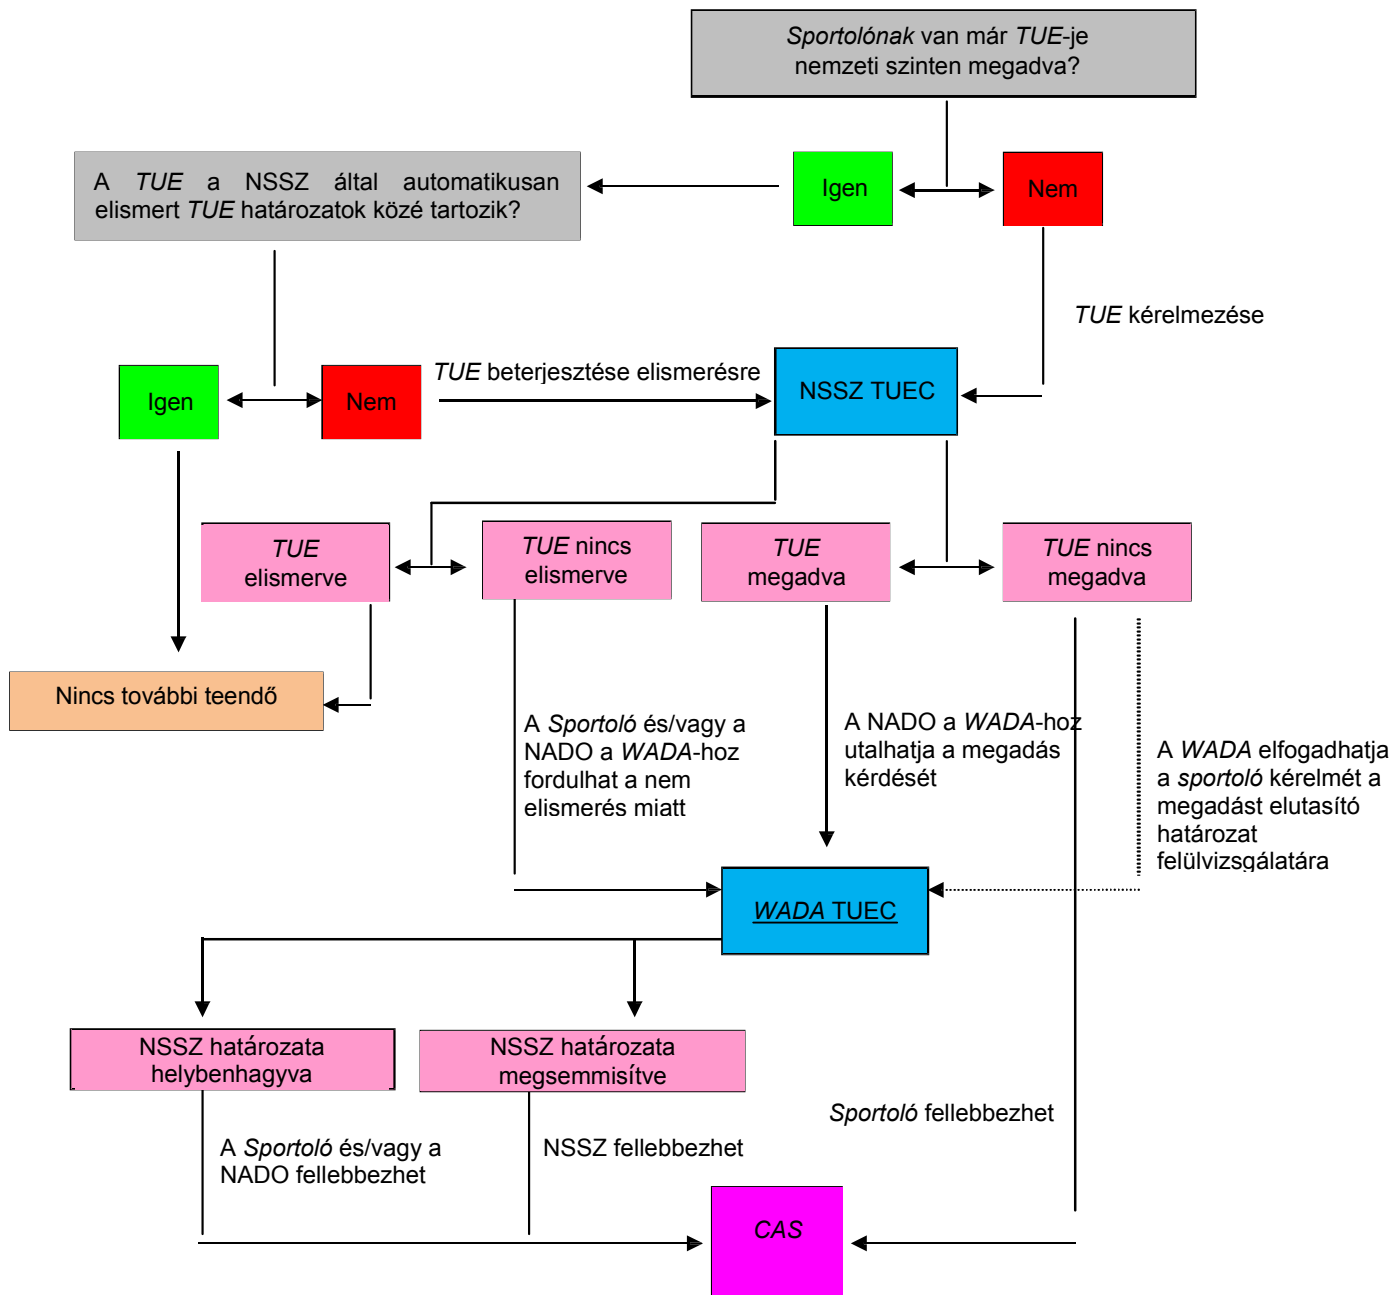 Sportolónak van már TUE-je
nemzeti szinten megadva?
A TUE a NSSZ által automatikusan
elismert TUE határozatok közé tartozik?
Igen
Nem
TUE kérelmezése
Igen
Nem
TUE beterjesztése elismerésre
NSSZ TUEC
TUE
elismerve
TUE nincs
elismerve
TUE
megadva
TUE nincs
megadva
Nincs további teendő
A Sportoló és/vagy a
NADO a WADA-hoz
fordulhat a nem
elismerés miatt
A NADO a WADA-hoz
utalhatja a megadás
kérdését
A WADA elfogadhatja
a sportoló kérelmét a
megadást elutasító
határozat
felülvizsgálatára
WADA TUEC
NSSZ határozata
helybenhagyva
NSSZ határozata
megsemmisítve
Sportoló fellebbezhet
A Sportoló és/vagy a
NADO fellebbezhet
NSSZ fellebbezhet
CAS